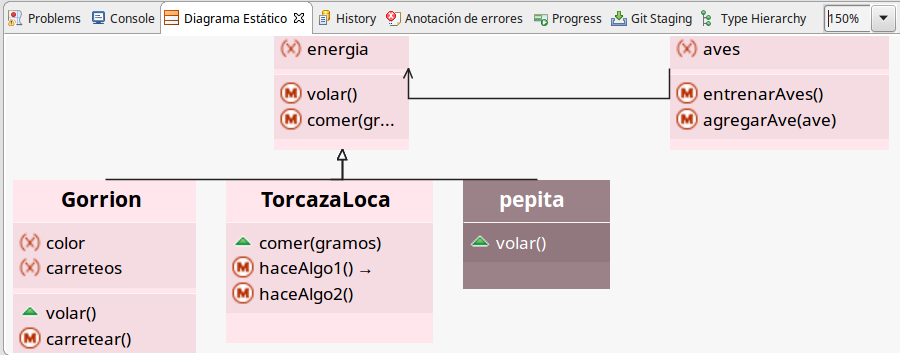 Problems Console Diagrama Estático History Anotación de errores Progress Git Staging Type Hierarchy 150%
energia
volar()
comer(gr...
aves
entrenarAves()
agregarAve(ave)
Gorrion
color
carreteos
volar()
carretear()
TorcazaLoca
comer(gramos)
haceAlgo1() →
haceAlgo2()
pepita
volar()